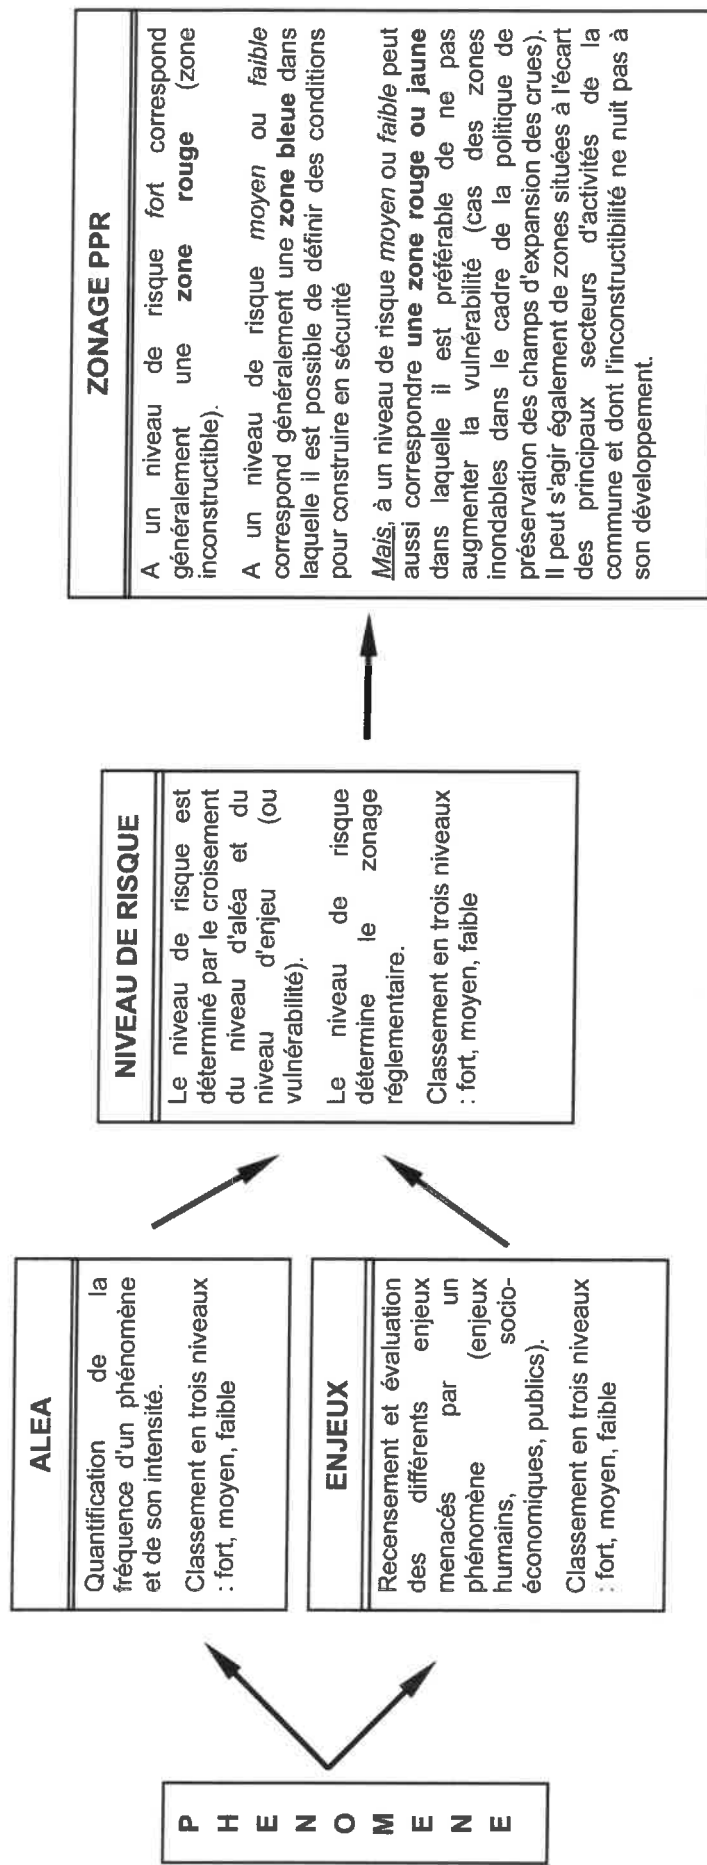 P
H
E
N
O
M
E
N
E
ALEA
Quantification de la
fréquence d'un phénomène
et de son intensité.
Classement en trois niveaux
: fort, moyen, faible
ENJEUX
Recensement et évaluation
des différents enjeux
menacés par un
phénomène (enjeux
humains, socio-
économiques, publics).
Classement en trois niveaux
: fort, moyen, faible
NIVEAU DE RISQUE
Le niveau de risque est
déterminé par le croisement
du niveau d'aléa et du
niveau d'enjeu (ou
vulnérabilité).
Le niveau de risque
détermine le zonage
réglementaire.
Classement en trois niveaux
: fort, moyen, faible
ZONAGE PPR
A un niveau de risque fort correspond
généralement une zone rouge (zone
inconstructible).
A un niveau de risque moyen ou faible
correspond généralement une zone bleue dans
laquelle il est possible de définir des conditions
pour construire en sécurité
Mais, à un niveau de risque moyen ou faible peut
aussi correspondre une zone rouge ou jaune
dans laquelle il est préférable de ne pas
augmenter la vulnérabilité (cas des zones
inondables dans le cadre de la politique de
préservation des champs d'expansion des crues).
Il peut s'agir également de zones situées à l'écart
des principaux secteurs d'activités de la
commune et dont l'inconstructibilité ne nuit pas à
son développement.